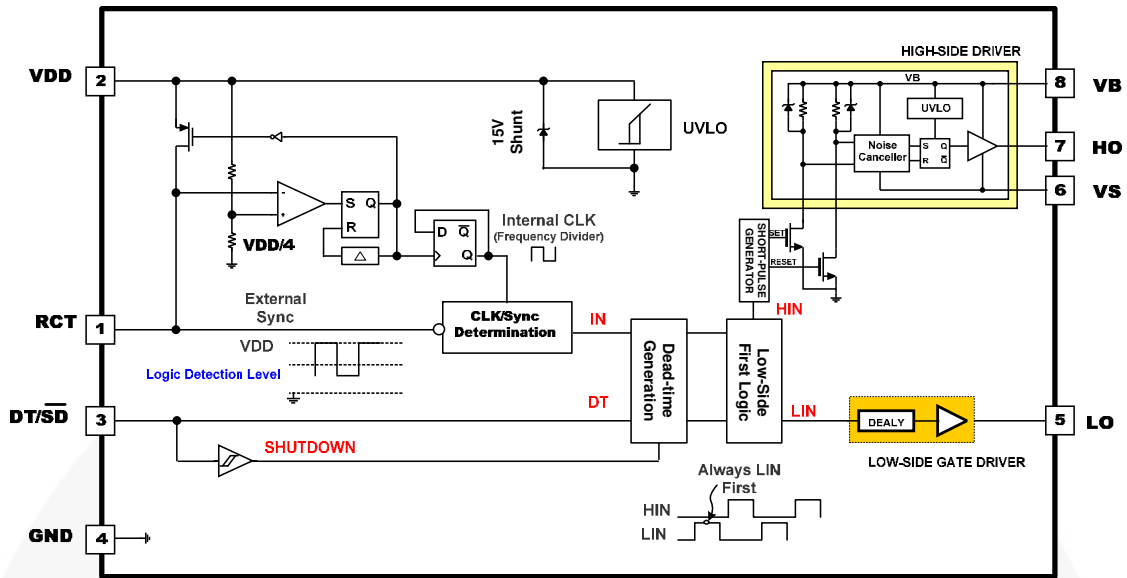 HIGH-SIDE DRIVER
VDD
2
VB
8
VB
15V
Shunt
UVLO
UVLO
Noise
Canceller
S Q
R Q̅
7
HO
6
VS
-
+
S Q
R
VDD/4
△
D Q̅
Q
Internal CLK
(Frequency Divider)
SHORT-PULSE
GENERATOR
SET
RESET
RCT
1
External
Sync
CLK/Sync
Determination
IN
HIN
VDD
Logic Detection Level
Dead-time
Generation
Low-Side
First Logic
DT/S̅D̅
3
DT
LIN
DEALY
5
LO
SHUTDOWN
LOW-SIDE GATE DRIVER
Always LIN
First
HIN
LIN
GND
4